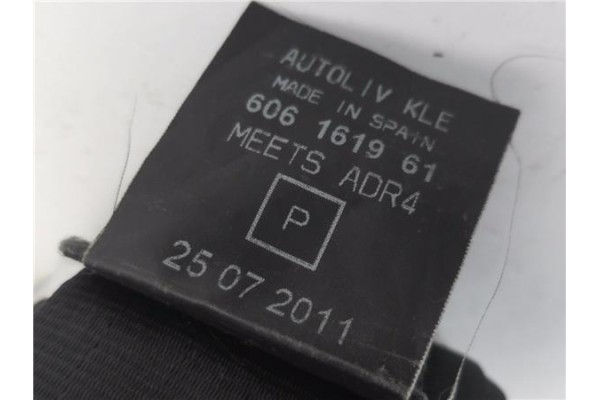 AUTOLIV KLE
MADE IN SPAIN
606 1619 61
MEETS ADR4
P
25 07 2011